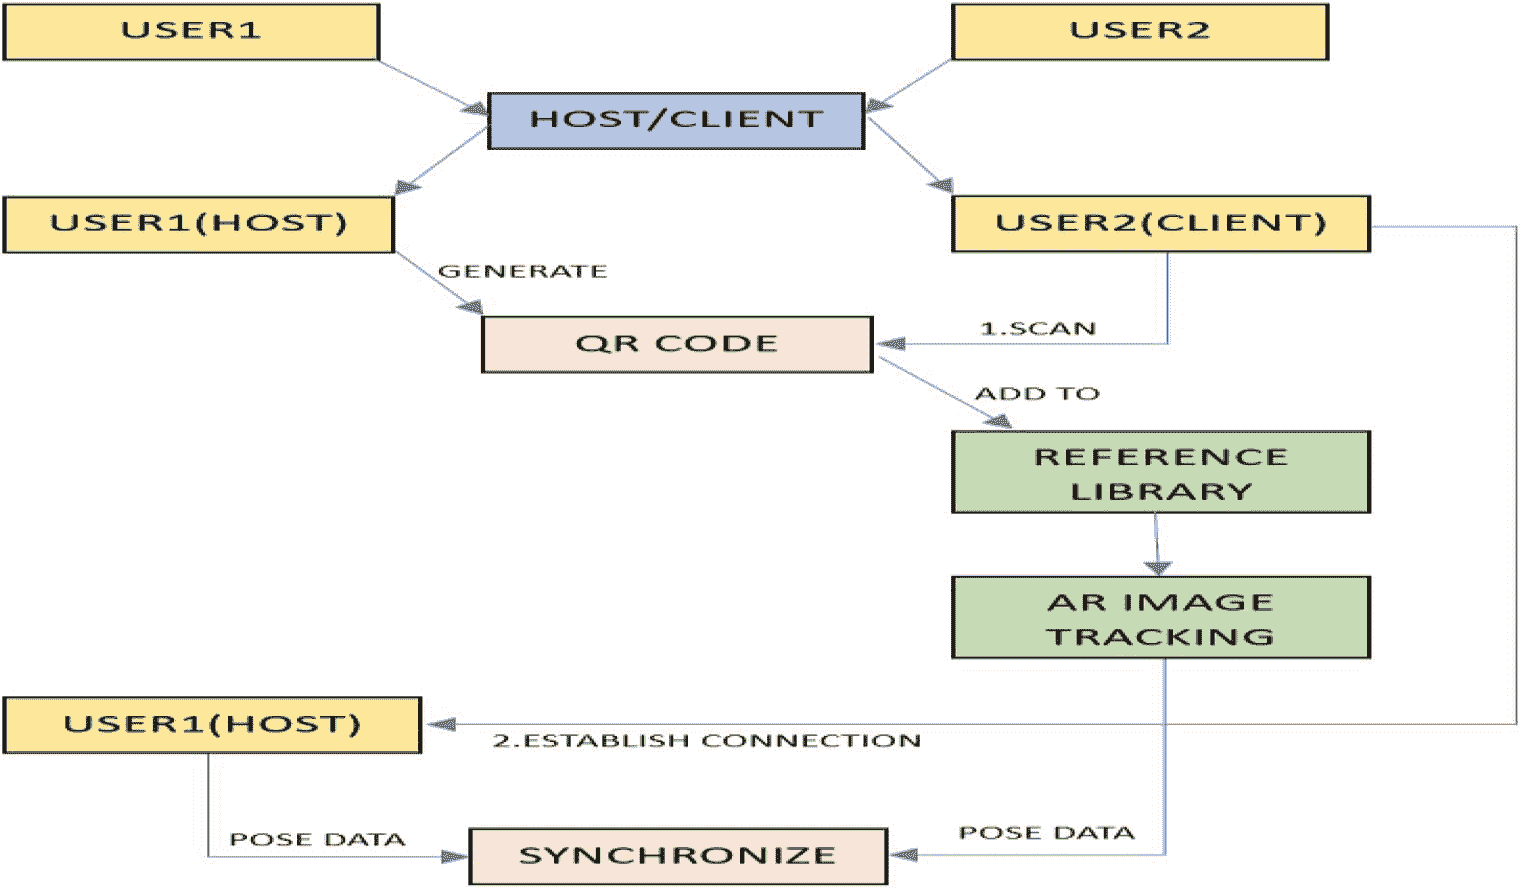 USER1
USER2
HOST/CLIENT
USER1(HOST)
USER2(CLIENT)
GENERATE
1.SCAN
QR CODE
ADD TO
REFERENCE
LIBRARY
AR IMAGE
TRACKING
USER1(HOST)
2.ESTABLISH CONNECTION
POSE DATA
POSE DATA
SYNCHRONIZE